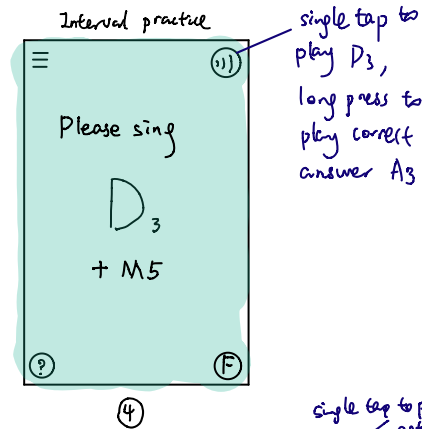 Interval practice
Please sing
D3
+ M5
?
F
4
single tap to
play D3,
long press to
play correct
answer A3
single tap to p